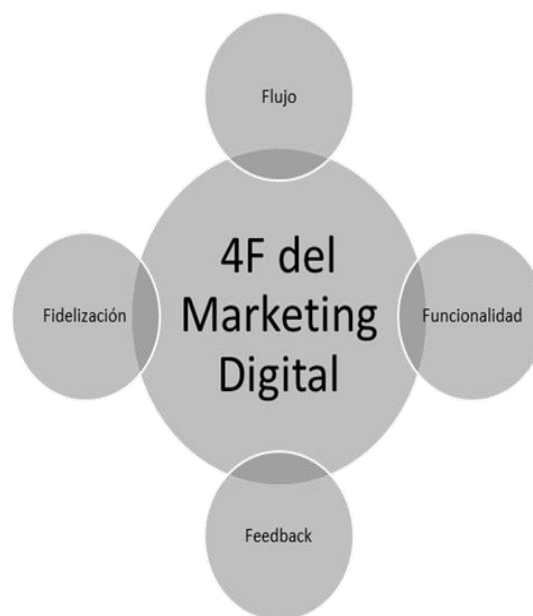 Flujo
4F del
Marketing
Digital
Fidelización
Funcionalidad
Feedback